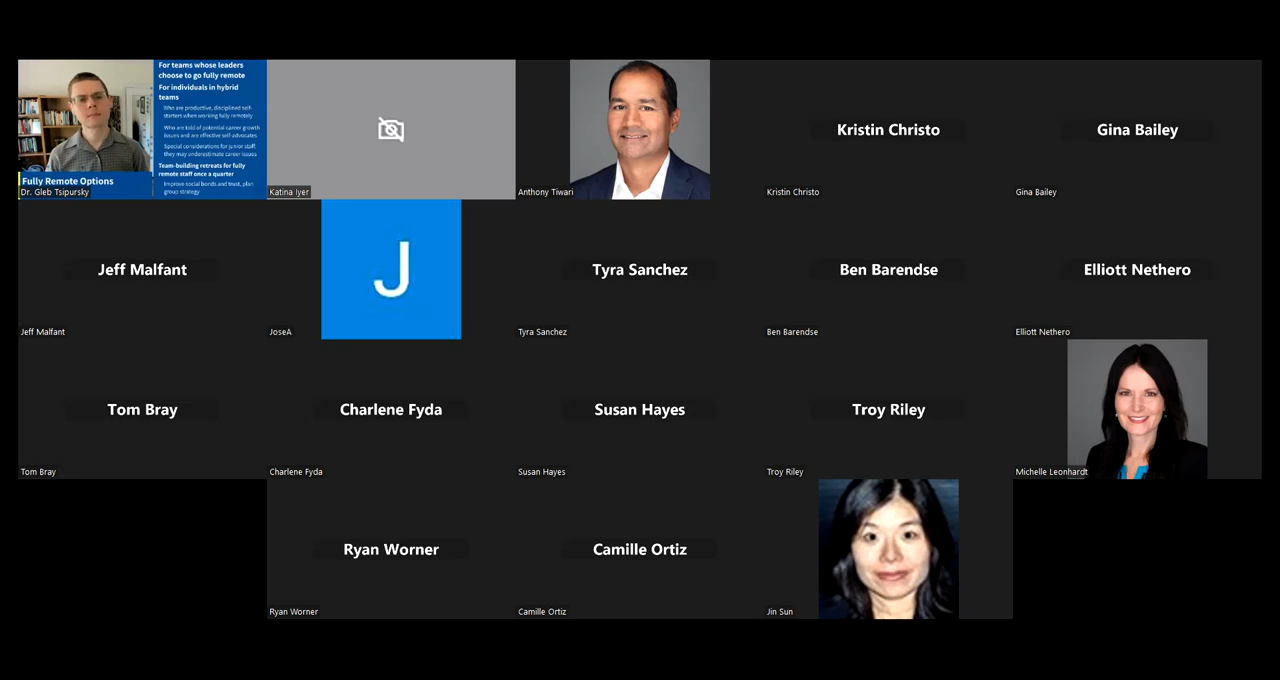 For teams whose leaders
choose to go fully remote
For individuals in hybrid
teams
Who are productive, disciplined self-
starters when working fully remotely
Who are told of potential career growth
issues and are effective self-advocates
Special considerations for junior staff:
they may underestimate career issues
Team-building retreats for fully
remote staff once a quarter
Improve social bonds and trust, plan
group strategy
Fully Remote Options
Dr. Gleb Tsipursky
Katina Iyer
Anthony Tiwari
Kristin Christo
Kristin Christo
Gina Bailey
Gina Bailey
Jeff Malfant
Jeff Malfant
J
JoseA
Tyra Sanchez
Tyra Sanchez
Ben Barendse
Ben Barendse
Elliott Nethero
Elliott Nethero
Tom Bray
Tom Bray
Charlene Fyda
Charlene Fyda
Susan Hayes
Susan Hayes
Troy Riley
Troy Riley
Michelle Leonhardt
Ryan Worner
Ryan Worner
Camille Ortiz
Camille Ortiz
Jin Sun